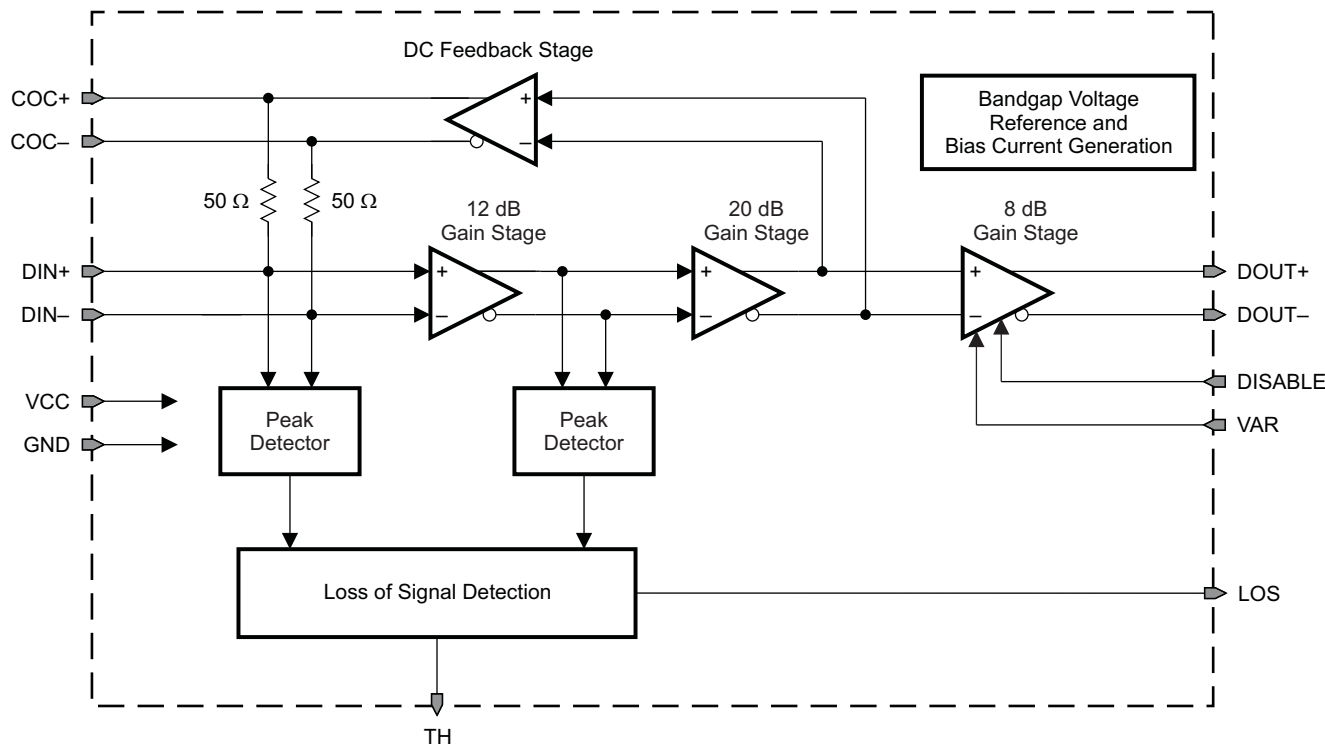 DC Feedback Stage
COC+
COC–
+
–
Bandgap Voltage
Reference and
Bias Current Generation
50 Ω
50 Ω
12 dB
Gain Stage
20 dB
Gain Stage
8 dB
Gain Stage
DIN+
DIN–
+
–
+
–
+
–
DOUT+
DOUT–
DISABLE
VAR
VCC
GND
Peak
Detector
Peak
Detector
Loss of Signal Detection
LOS
TH